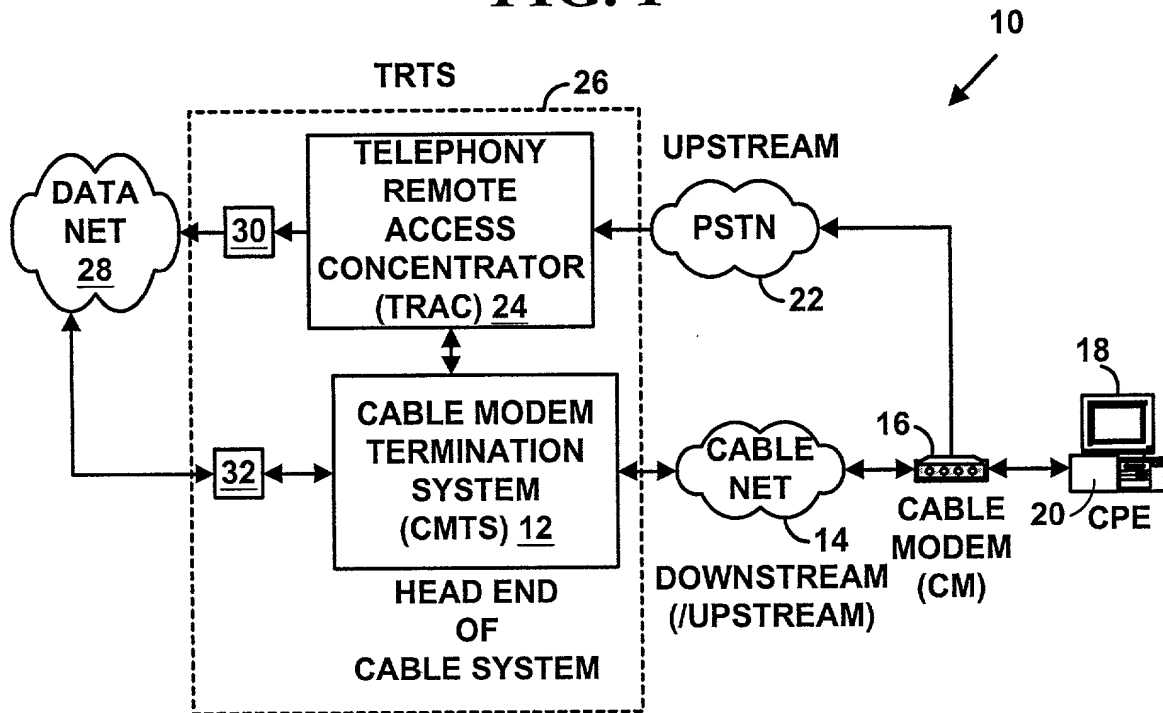 FIG. 1
10
TRTS
26
TELEPHONY
REMOTE
ACCESS
CONCENTRATOR
(TRAC) 24
UPSTREAM
PSTN
22
DATA
NET
28
30
32
CABLE MODEM
TERMINATION
SYSTEM
(CMTS) 12
HEAD END
OF
CABLE SYSTEM
CABLE
NET
14
DOWNSTREAM
(/UPSTREAM)
16
CABLE
MODEM
(CM)
18
20
CPE